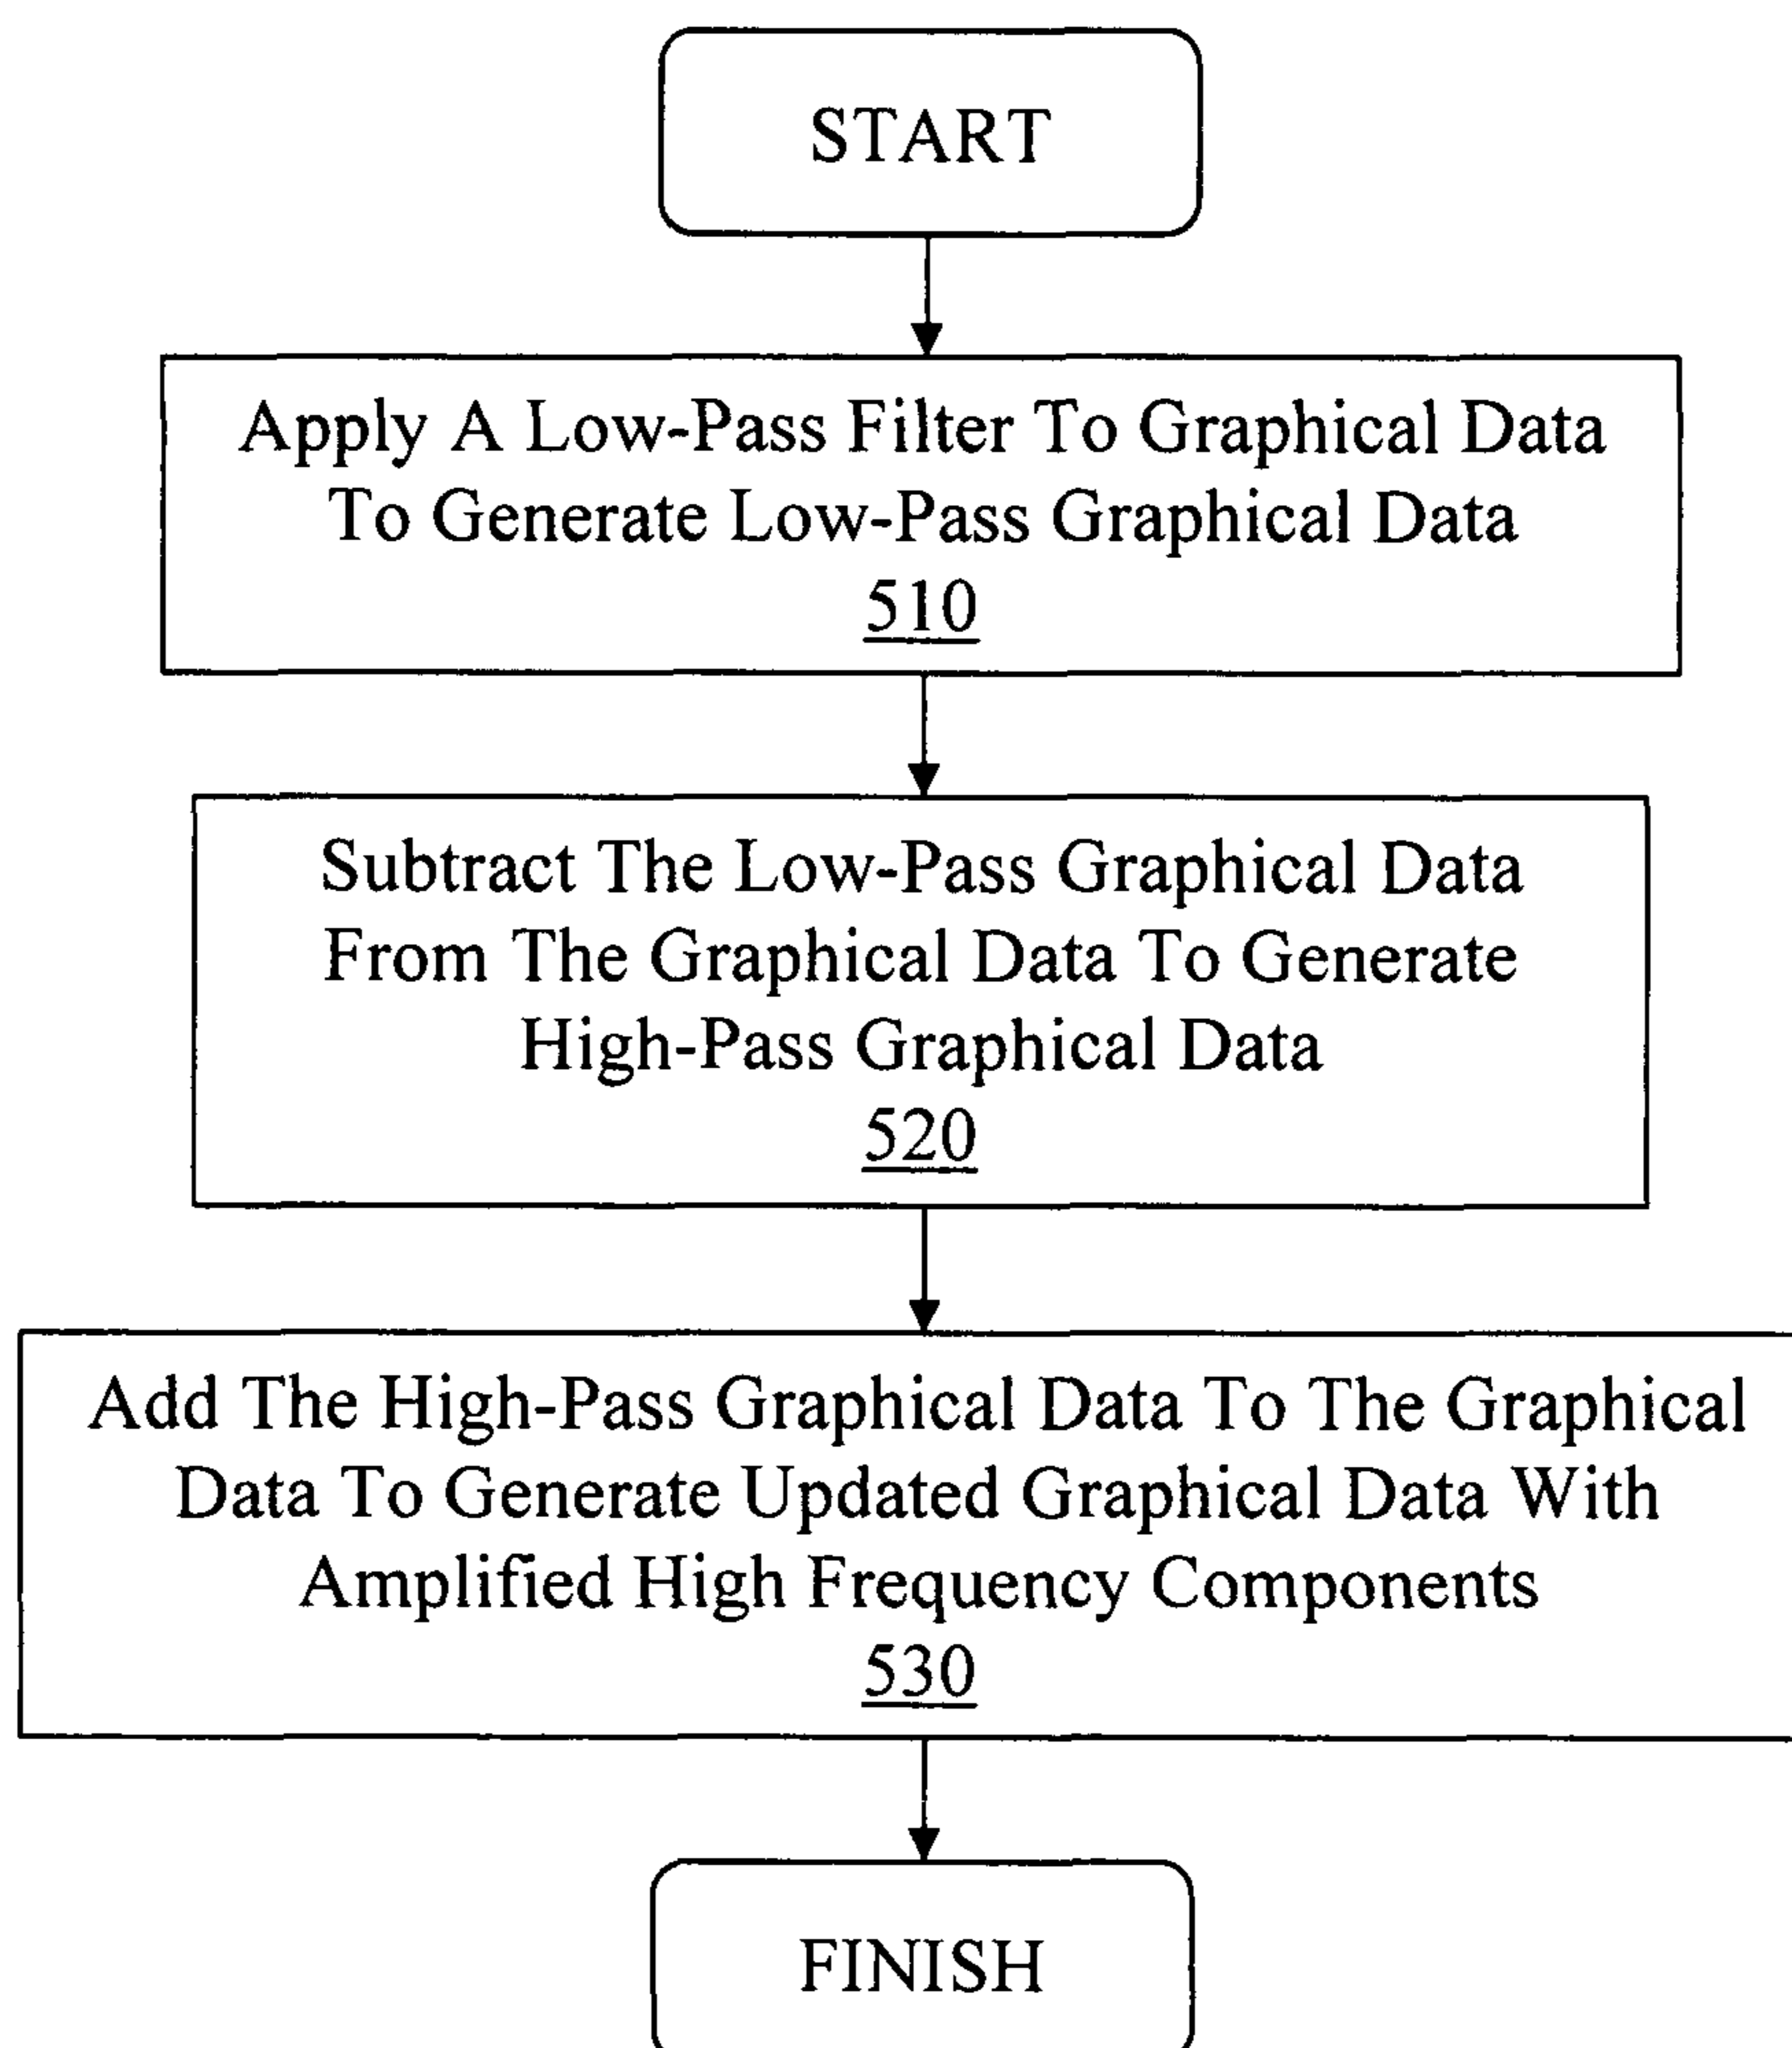 START
Apply A Low-Pass Filter To Graphical Data
To Generate Low-Pass Graphical Data
510
Subtract The Low-Pass Graphical Data
From The Graphical Data To Generate
High-Pass Graphical Data
520
Add The High-Pass Graphical Data To The Graphical
Data To Generate Updated Graphical Data With
Amplified High Frequency Components
530
FINISH